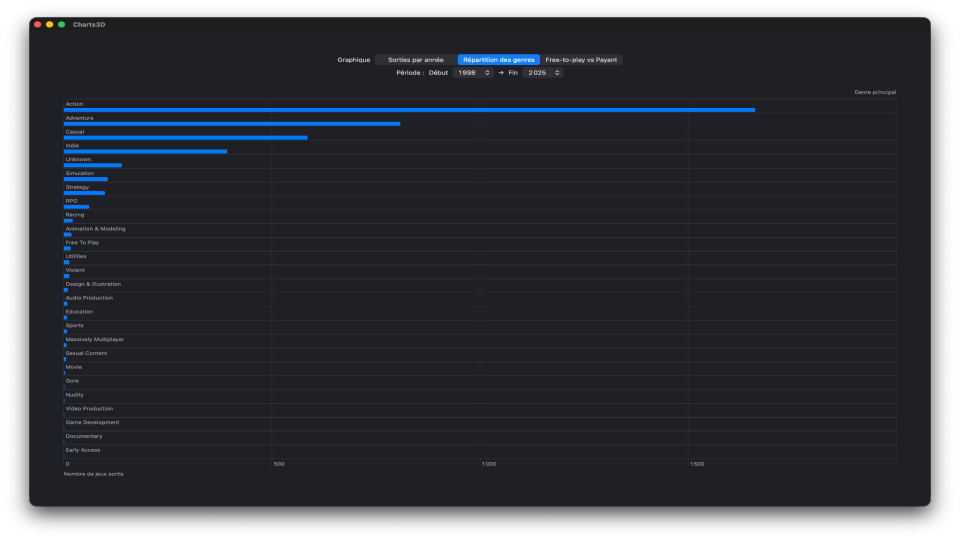 Charts3D
Graphique Sorties par année Répartition des genres Free-to-play vs Payant
Période : Début 1998 → Fin 2025
Genre principal
Action
Adventure
Casual
Indie
Unknown
Simulation
Strategy
RPG
Racing
Animation & Modeling
Free To Play
Utilities
Violent
Design & Illustration
Audio Production
Education
Sports
Massively Multiplayer
Sexual Content
Movie
Gore
Nudity
Video Production
Game Development
Documentary
Early Access
0 500 1000 1500
Nombre de jeux sortis